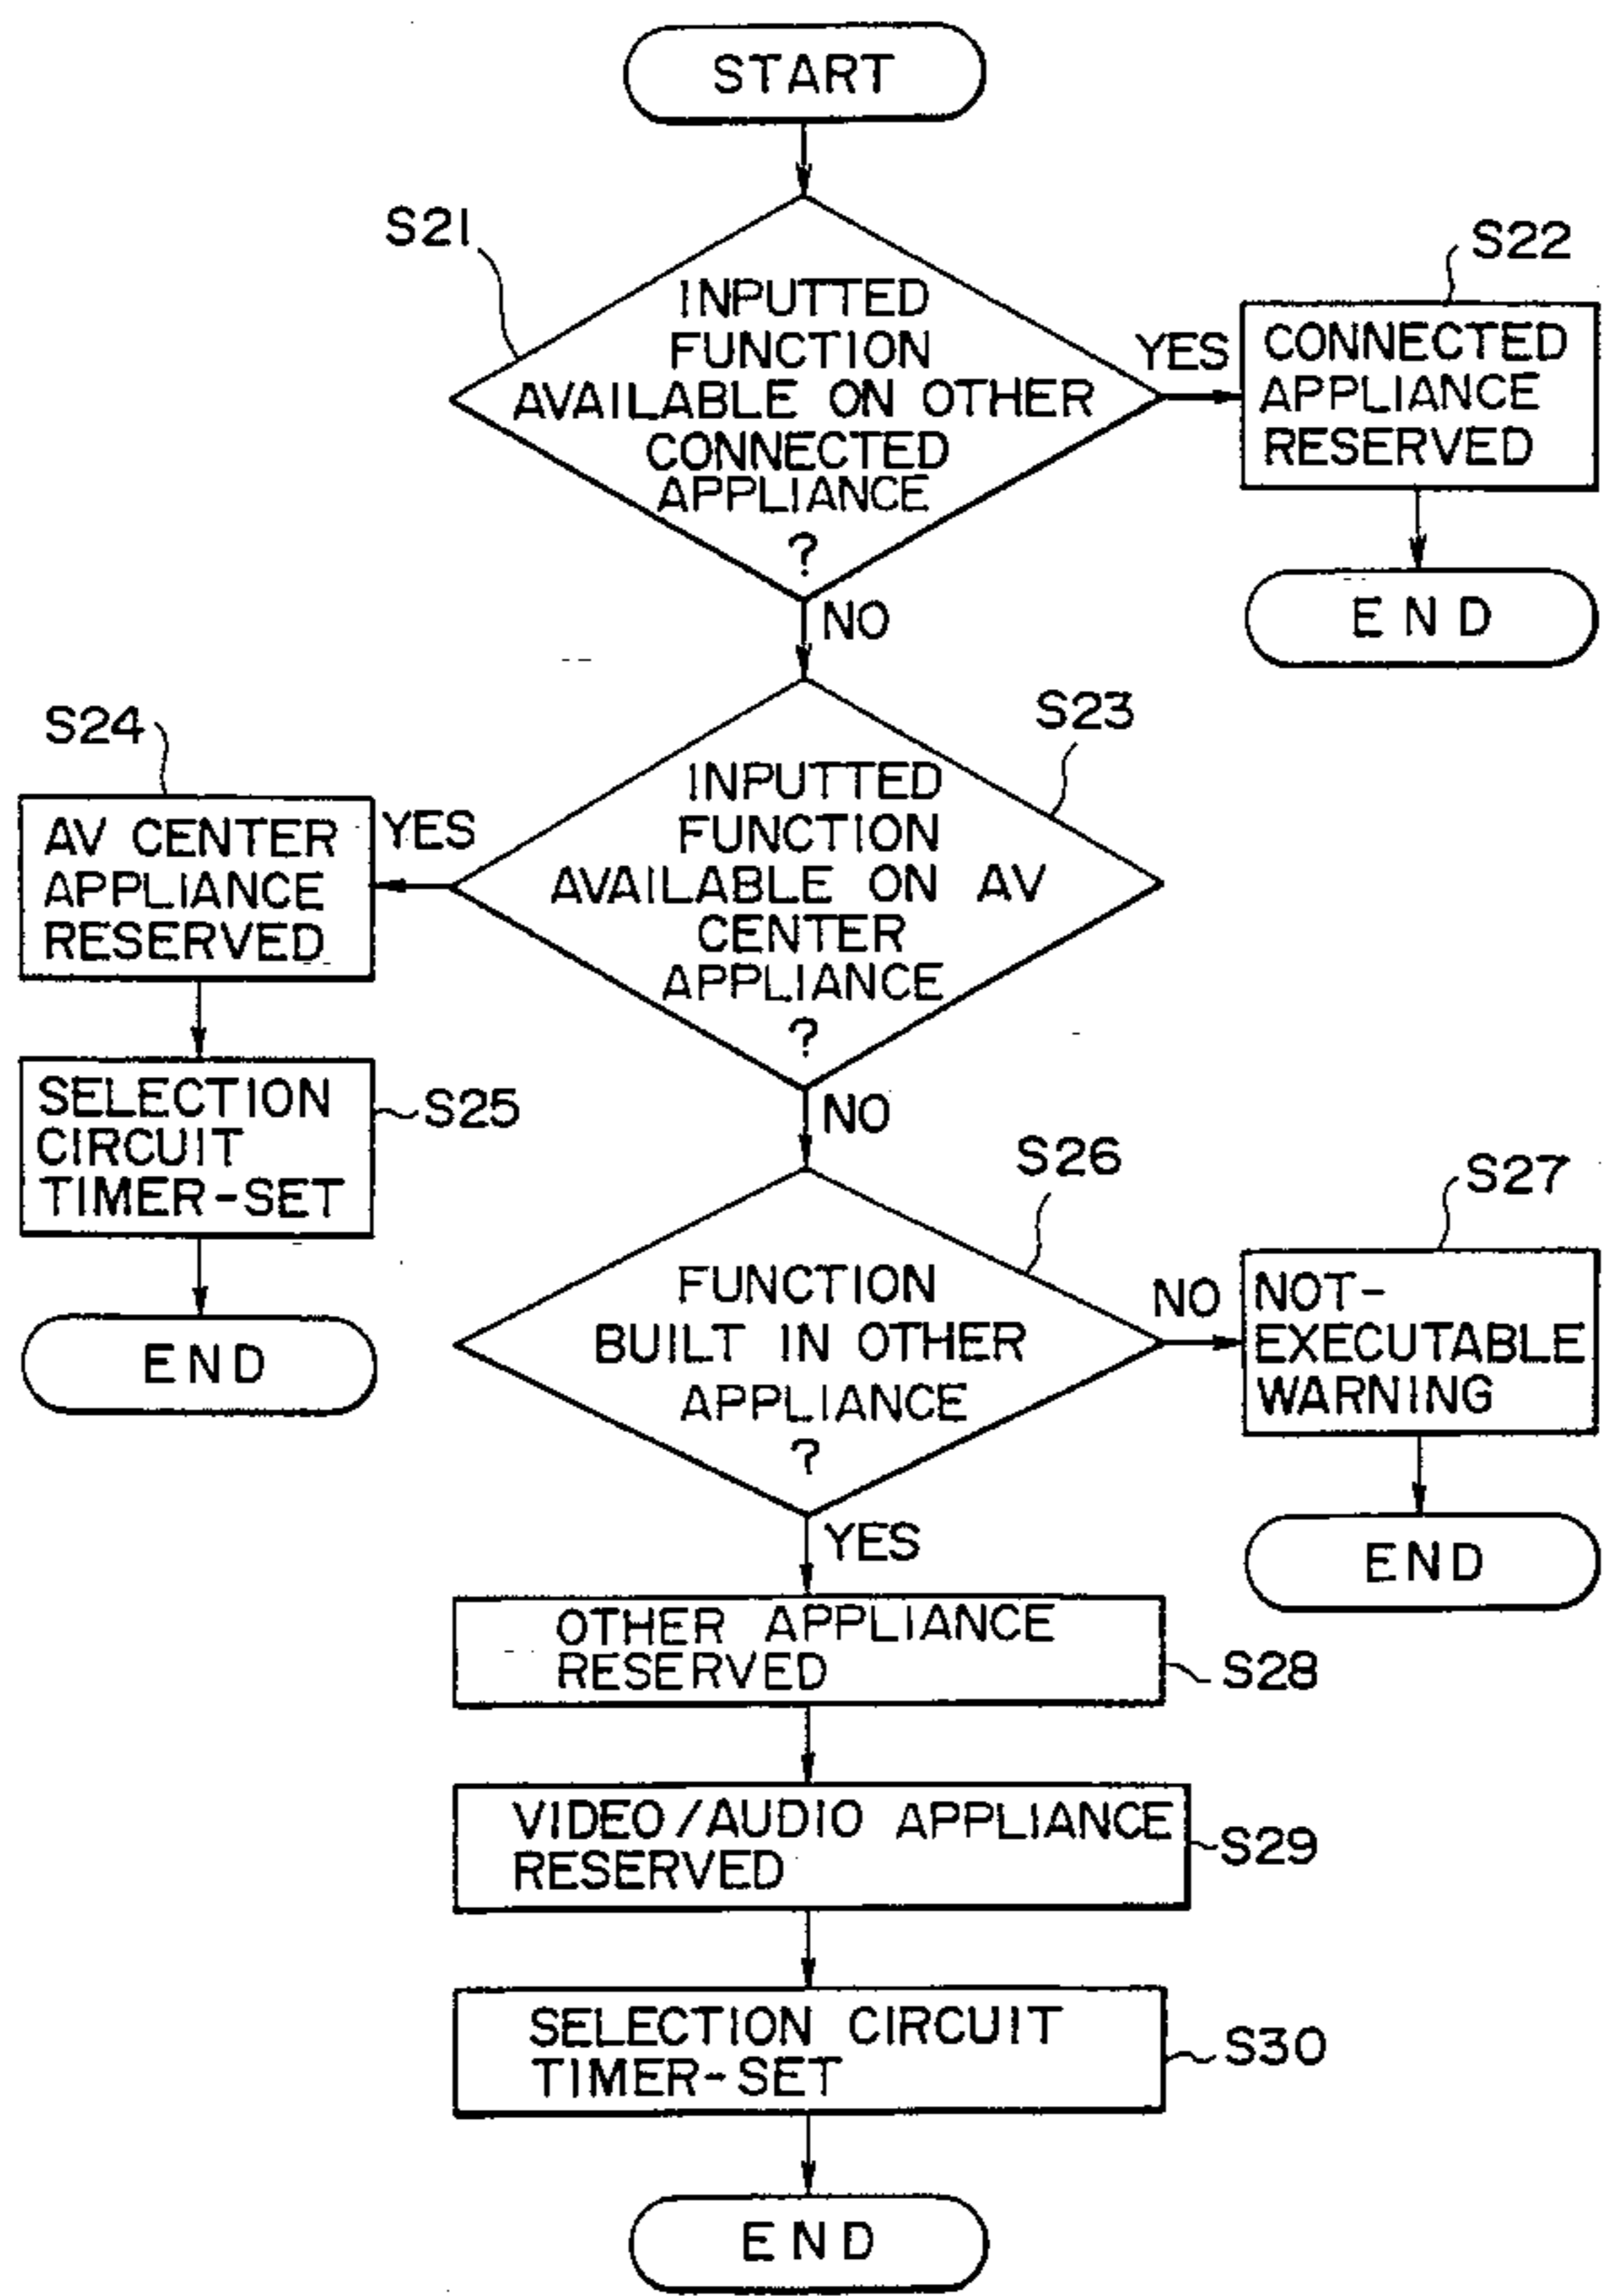 START
S21
INPUTTED
FUNCTION
AVAILABLE ON OTHER
CONNECTED
APPLIANCE
?
YES
S22
CONNECTED
APPLIANCE
RESERVED
END
NO
S23
INPUTTED
FUNCTION
AVAILABLE ON AV
CENTER
APPLIANCE
?
YES
S24
AV CENTER
APPLIANCE
RESERVED
SELECTION
CIRCUIT
TIMER-SET
S25
END
NO
S26
FUNCTION
BUILT IN OTHER
APPLIANCE
?
NO
S27
NOT-
EXECUTABLE
WARNING
END
YES
OTHER APPLIANCE
RESERVED
S28
VIDEO/AUDIO APPLIANCE
RESERVED
S29
SELECTION CIRCUIT
TIMER-SET
S30
END